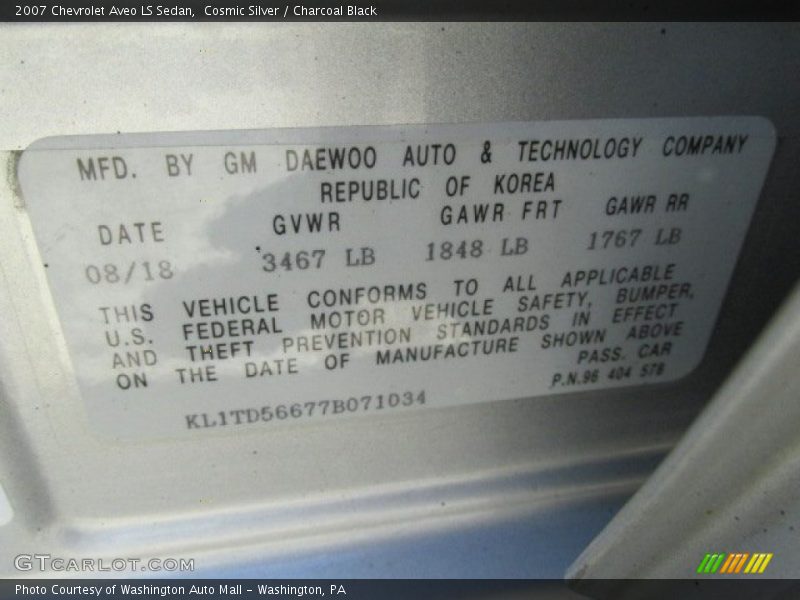 2007 Chevrolet Aveo LS Sedan,  Cosmic Silver / Charcoal Black
MFD. BY GM DAEWOO AUTO & TECHNOLOGY COMPANY
REPUBLIC OF KOREA
DATE GVWR GAWR FRT GAWR RR
08/18 3467 LB 1848 LB 1767 LB
THIS VEHICLE CONFORMS TO ALL APPLICABLE
U.S. FEDERAL MOTOR VEHICLE SAFETY, BUMPER,
AND THEFT PREVENTION STANDARDS IN EFFECT
ON THE DATE OF MANUFACTURE SHOWN ABOVE
PASS. CAR
P.N.96 404 578
KL1TD56677B071034
GTCARLOT.COM
Photo Courtesy of Washington Auto Mall - Washington, PA